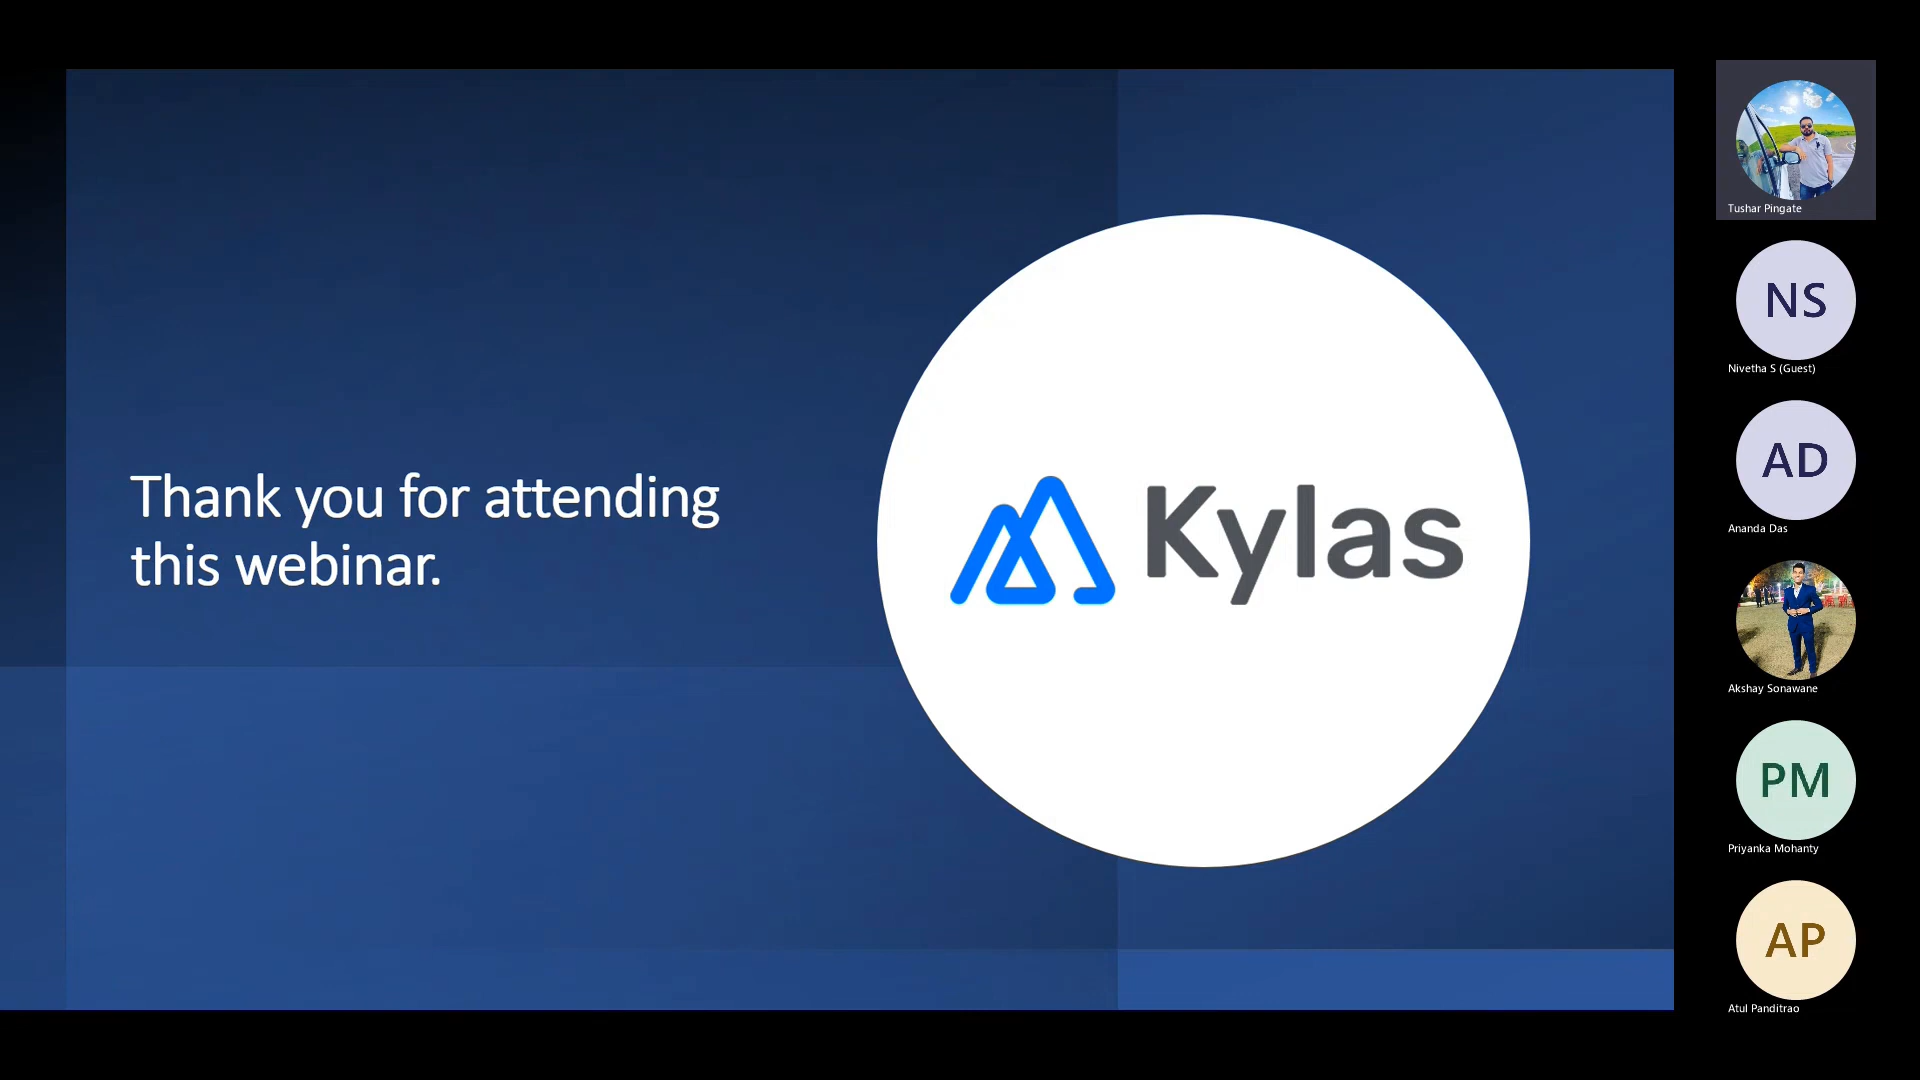 Thank you for attending
this webinar.
Kylas
Tushar Pingate
NS
Nivetha S (Guest)
AD
Ananda Das
Akshay Sonawane
PM
Priyanka Mohanty
AP
Atul Panditrao